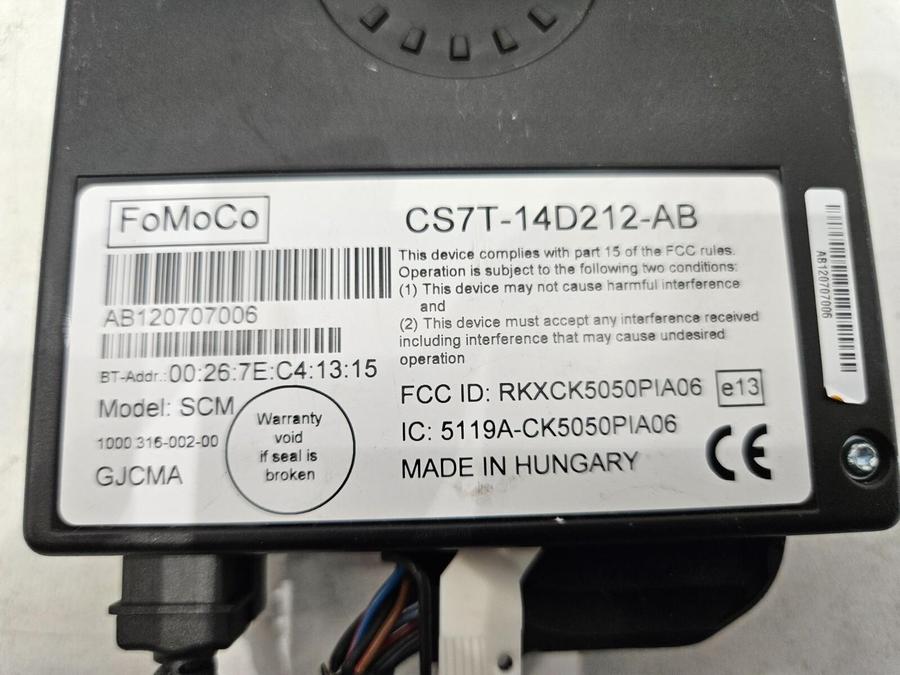 FoMoCo
CS7T-14D212-AB
AB120707006
BT-Addr.:00:26:7E:C4:13:15
Model: SCM
1000 316-002-00
GJCMA
Warranty
void
if seal is
broken
This device complies with part 15 of the FCC rules.
Operation is subject to the following two conditions:
(1) This device may not cause harmful interference
and
(2) This device must accept any interference received
including interference that may cause undesired
operation
FCC ID: RKXCK5050PIA06
e13
IC: 5119A-CK5050PIA06
MADE IN HUNGARY
CE
AB120707006